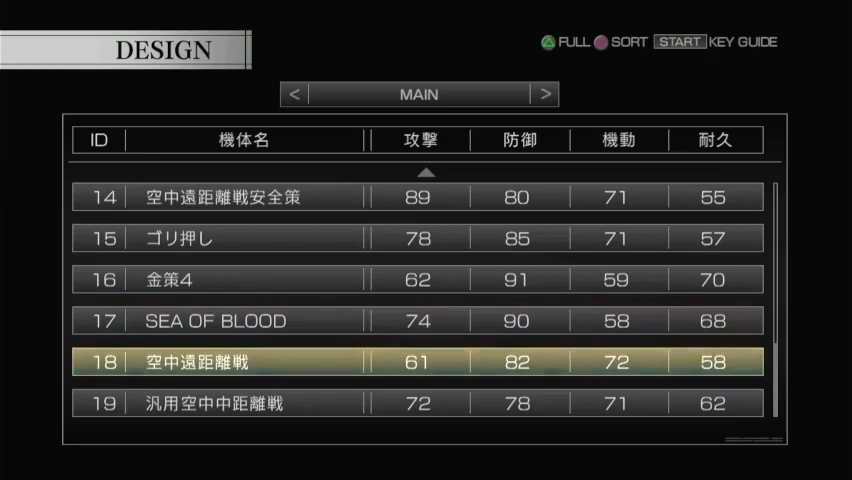 DESIGN
FULL SORT START KEY GUIDE
< MAIN >
ID 機体名 攻撃 防御 機動 耐久
14 空中遠距離戦安全策 89 80 71 55
15 ゴリ押し 78 85 71 57
16 金策4 62 91 59 70
17 SEA OF BLOOD 74 90 58 68
18 空中遠距離戦 61 82 72 58
19 汎用空中中距離戦 72 78 71 62